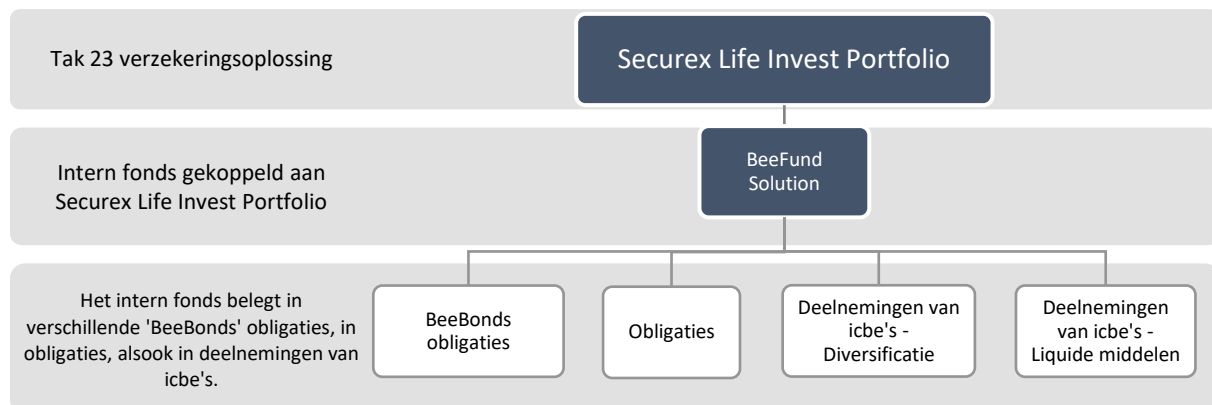 Tak 23 verzekeringsoplossing
Securex Life Invest Portfolio
Intern fonds gekoppeld aan
Securex Life Invest Portfolio
BeeFund
Solution
Het intern fonds belegt in
verschillende 'BeeBonds' obligaties, in
obligaties, alsook in deelnemingen van
icbe's.
BeeBonds
obligaties
Obligaties
Deelnemingen van
icbe's -
Diversificatie
Deelnemingen
van icbe's -
Liquide middelen